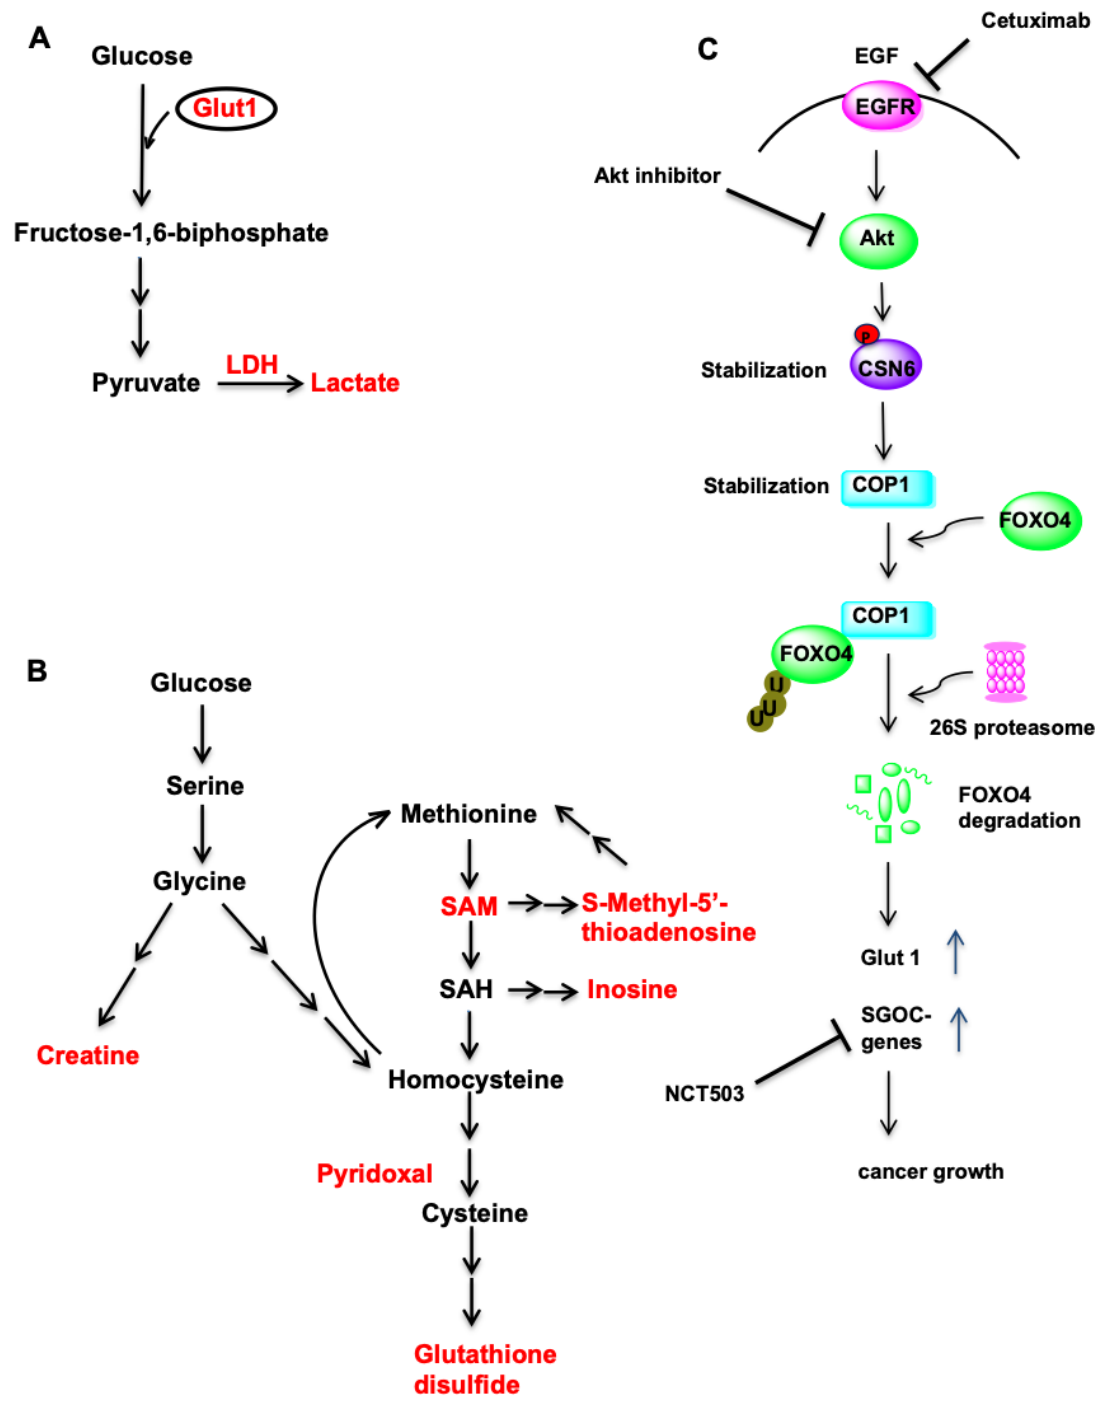 A
Glucose
Glut1
Fructose-1,6-biphosphate
LDH
Pyruvate
Lactate
B
Glucose
Serine
Glycine
Creatine
Methionine
SAM
S-Methyl-5’-
thioadenosine
SAH
Inosine
Homocysteine
Pyridoxal
Cysteine
Glutathione
disulfide
C
Cetuximab
EGF
EGFR
Akt inhibitor
Akt
P
Stabilization
CSN6
Stabilization
COP1
FOXO4
COP1
FOXO4
U
U
U
26S proteasome
FOXO4
degradation
Glut 1
SGOC-
genes
NCT503
cancer growth